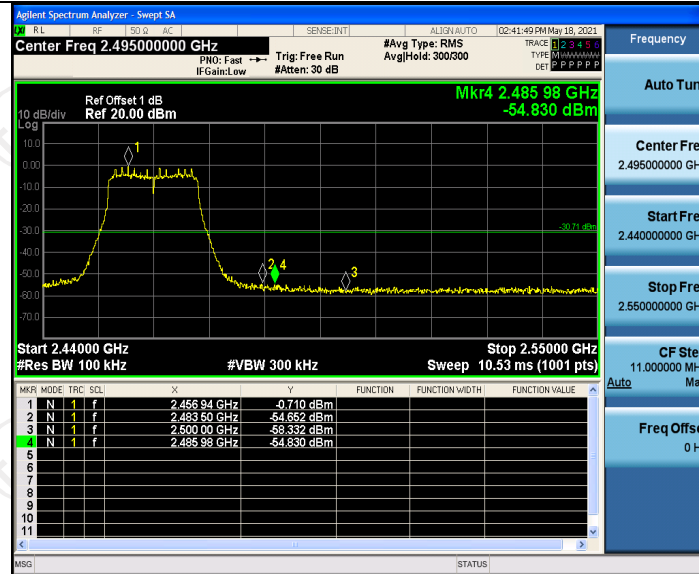 Agilent Spectrum Analyzer - Swept SA
LXI RL RF 50 Ω AC SENSE:INT ALIGNAUTO 02:41:49 PM May 18, 2021
Center Freq 2.495000000 GHz
PNO: Fast
IFGain:Low
Trig: Free Run
#Atten: 30 dB
#Avg Type: RMS
Avg|Hold: 300/300
TRACE 1 2 3 4 5 6
TYPE M
DET P P P P P P
Frequency
Mkr4 2.485 98 GHz
-54.830 dBm
Ref Offset 1 dB
10 dB/div Ref 20.00 dBm
Log
10.0
0.00
-10.0
-20.0
-30.0
-40.0
-50.0
-60.0
-70.0
1
2
4
3
-30.71 dBm
Start 2.44000 GHz Stop 2.55000 GHz
#Res BW 100 kHz #VBW 300 kHz Sweep 10.53 ms (1001 pts)
MKR MODE TRC SCL X Y FUNCTION FUNCTION WIDTH FUNCTION VALUE
1 N 1 f 2.456 94 GHz -0.710 dBm
2 N 1 f 2.483 50 GHz -54.652 dBm
3 N 1 f 2.500 00 GHz -58.332 dBm
4 N 1 f 2.485 98 GHz -54.830 dBm
5
6
7
8
9
10
11
MSG STATUS
Auto Tun
Center Fre
2.495000000 GH
Start Fre
2.440000000 GH
Stop Fre
2.550000000 GH
CF Ste
11.000000 MH
Auto Ma
Freq Offse
0 H